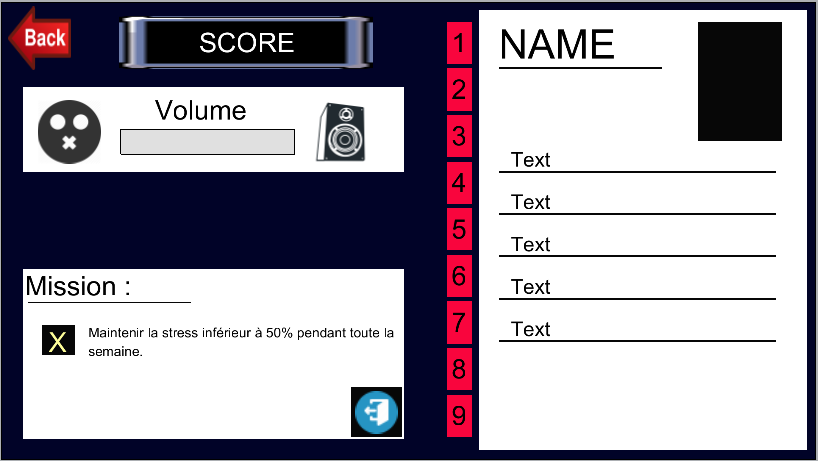 Back
SCORE
Volume
Mission :
X
Maintenir la stress inférieur à 50% pendant toute la
semaine.
1
2
3
4
5
6
7
8
9
NAME
Text
Text
Text
Text
Text